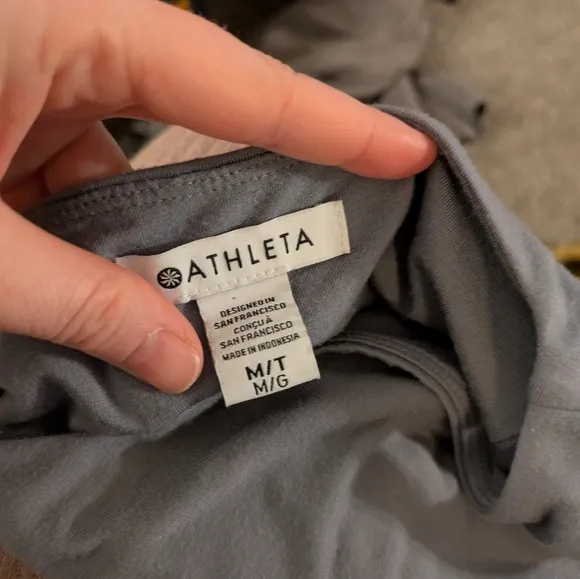 ATHLETA
DESIGNED IN
SAN FRANCISCO
CONÇU À
SAN FRANCISCO
MADE IN INDONESIA
M/T
M/G